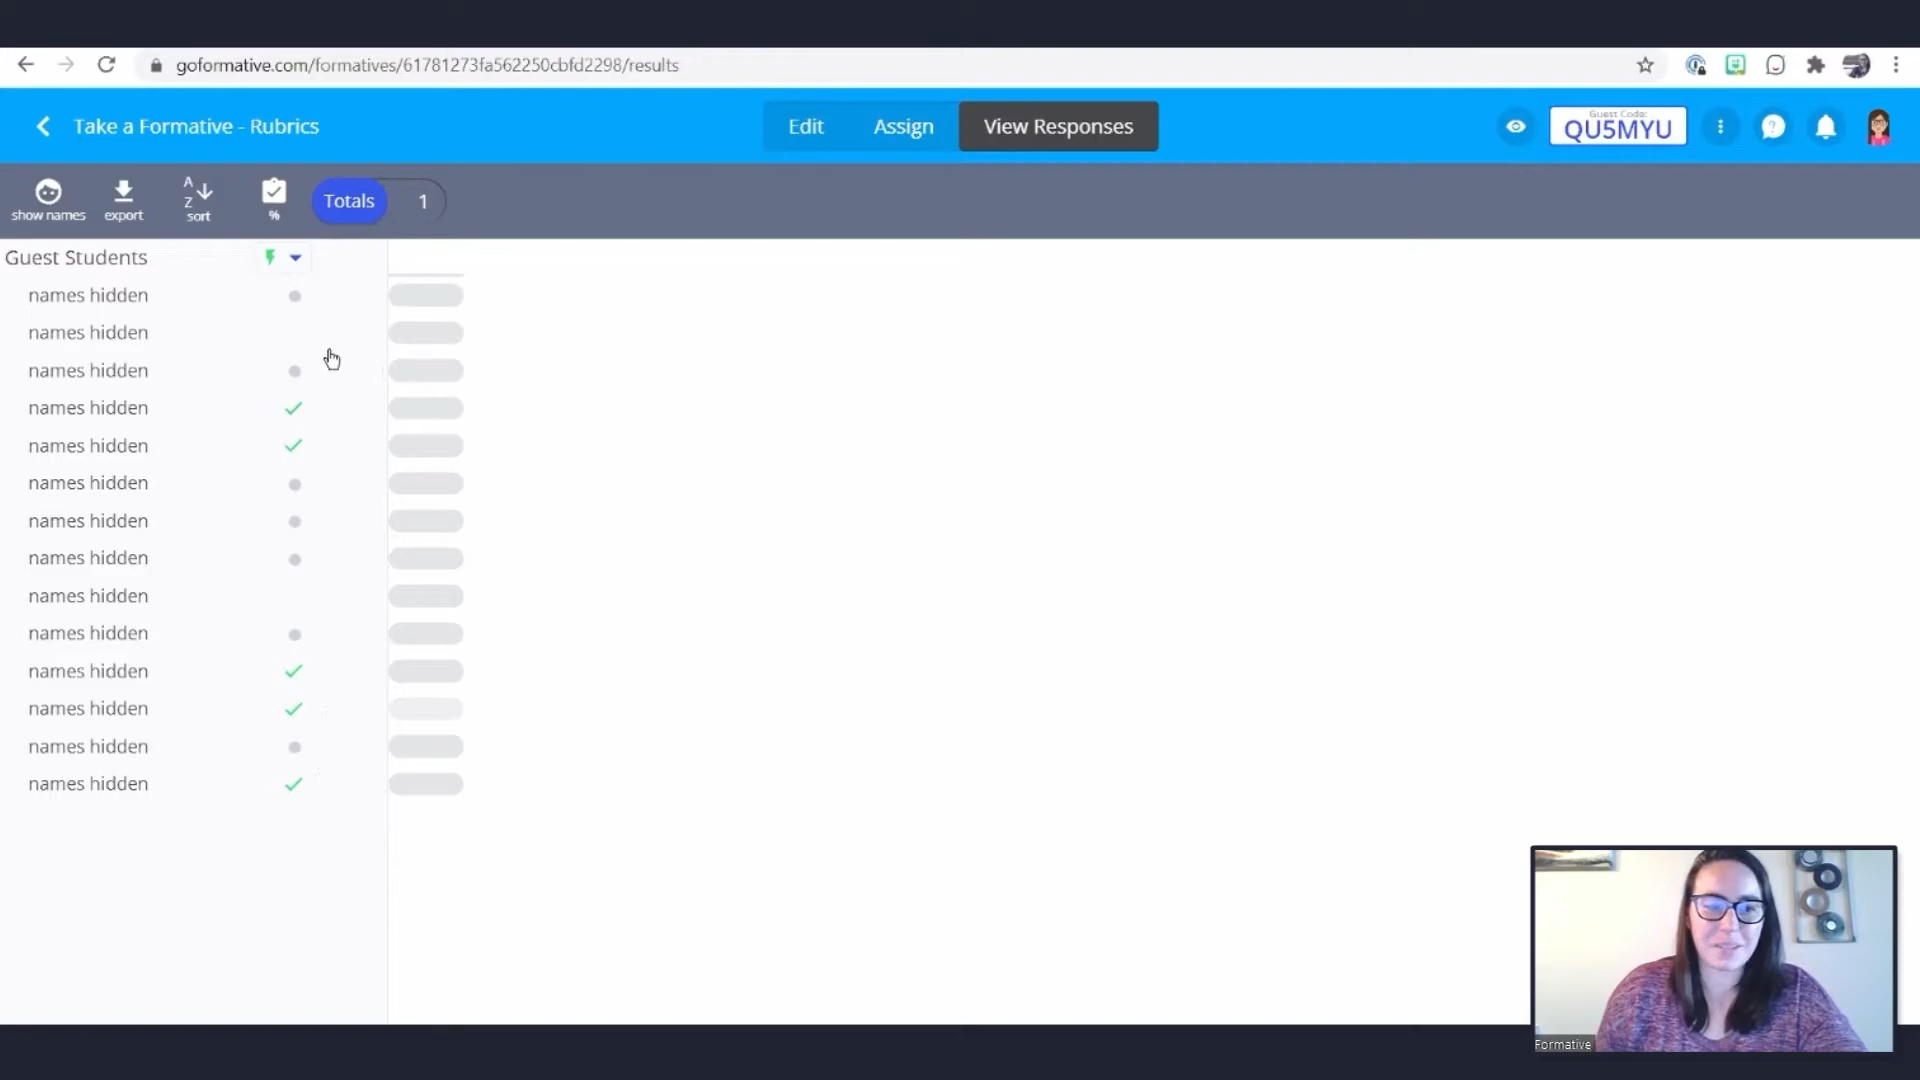 goformative.com/formatives/61781273fa562250cbfd2298/results
Take a Formative - Rubrics
Edit
Assign
View Responses
Guest Code:
QU5MYU
show names
export
A
Z
sort
%
Totals
1
Guest Students
names hidden
names hidden
names hidden
names hidden
names hidden
names hidden
names hidden
names hidden
names hidden
names hidden
names hidden
names hidden
names hidden
names hidden
Formative